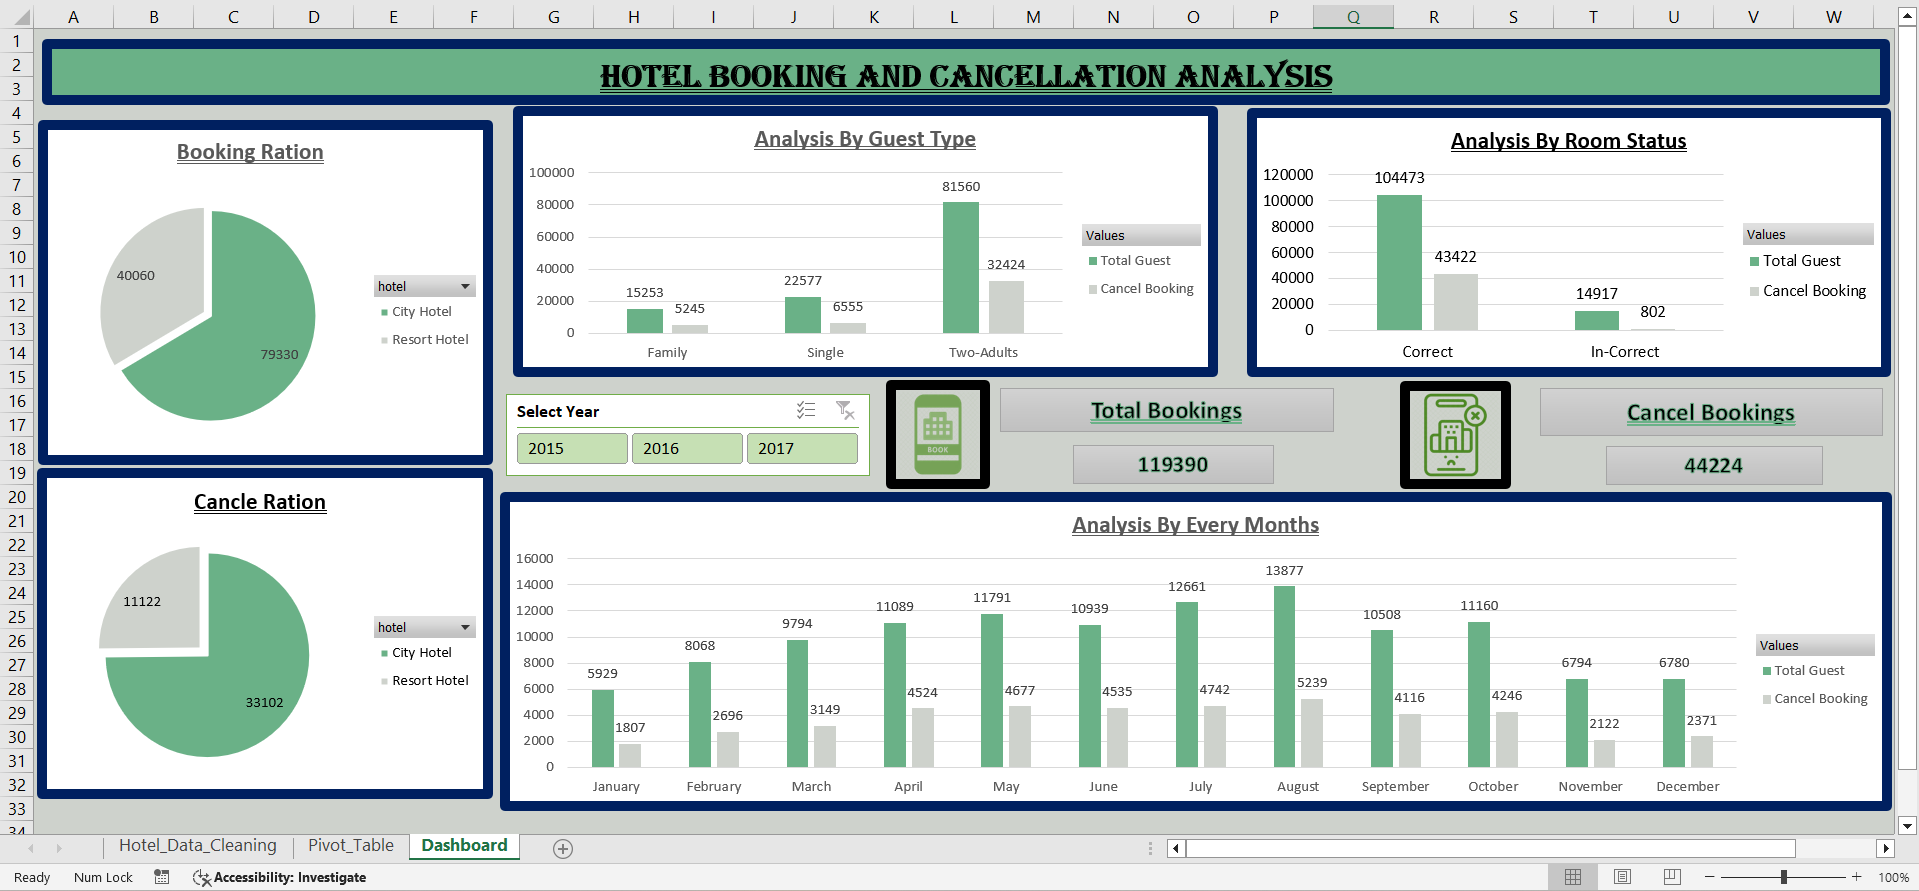 A B C D E F G H I J K L M N O P Q R S T U V W
1
2
3
4
5
6
7
8
9
10
11
12
13
14
15
16
17
18
19
20
21
22
23
24
25
26
27
28
29
30
31
32
33
34
HOTEL BOOKING AND CANCELLATION ANALYSIS
Booking Ration
40060
79330
hotel
City Hotel
Resort Hotel
Analysis By Guest Type
100000
80000
60000
40000
20000
0
15253
5245
22577
6555
81560
32424
Family
Single
Two-Adults
Values
Total Guest
Cancel Booking
Analysis By Room Status
120000
100000
80000
60000
40000
20000
0
104473
43422
14917
802
Correct
In-Correct
Values
Total Guest
Cancel Booking
Select Year
2015
2016
2017
BOOK
Total Bookings
119390
Cancel Bookings
44224
Cancle Ration
11122
33102
hotel
City Hotel
Resort Hotel
Analysis By Every Months
16000
14000
12000
10000
8000
6000
4000
2000
0
5929
1807
8068
2696
9794
3149
11089
4524
11791
4677
10939
4535
12661
4742
13877
5239
10508
4116
11160
4246
6794
2122
6780
2371
January
February
March
April
May
June
July
August
September
October
November
December
Values
Total Guest
Cancel Booking
Hotel_Data_Cleaning
Pivot_Table
Dashboard
Ready
Num Lock
Accessibility: Investigate
100%